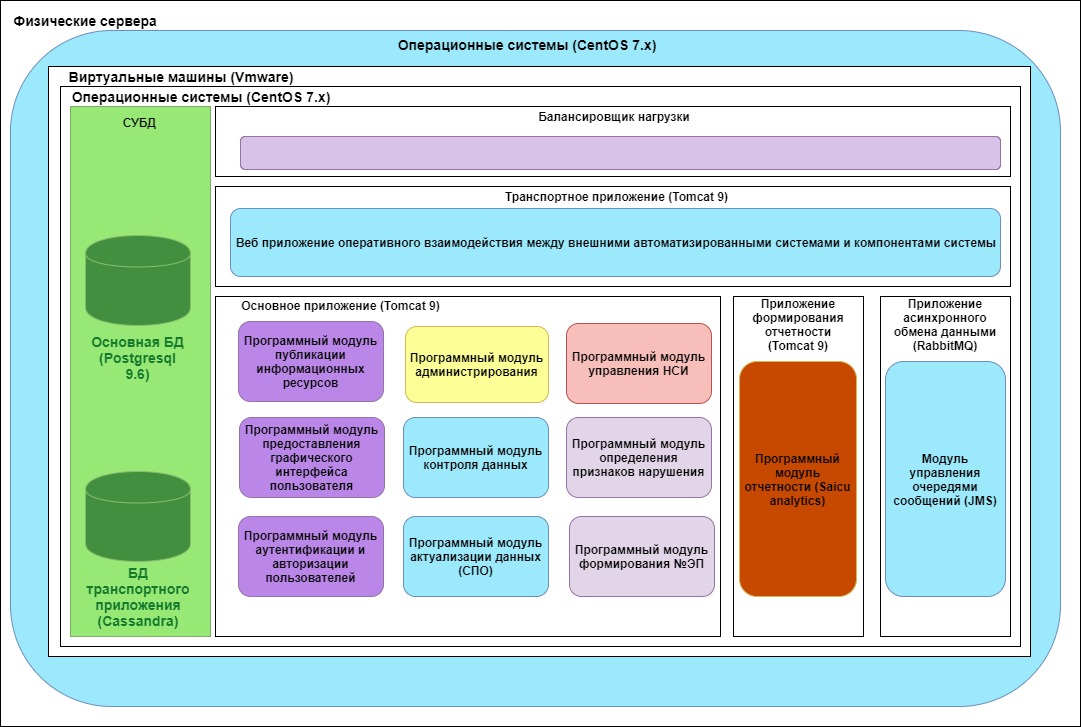 Физические сервера
Операционные системы (CentOS 7.x)
Виртуальные машины (Vmware)
Операционные системы (CentOS 7.x)
СУБД
Основная БД
(Postgresql
9.6)
БД
транспортного
приложения
(Cassandra)
Балансировщик нагрузки
Транспортное приложение (Tomcat 9)
Веб приложение оперативного взаимодействия между внешними автоматизированными системами и компонентами системы
Основное приложение (Tomcat 9)
Программный модуль
публикации
информационных
ресурсов
Программный модуль
администрирования
Программный модуль
управления НСИ
Программный модуль
предоставления
графического
интерфейса
пользователя
Программный модуль
контроля данных
Программный модуль
определения
признаков нарушения
Программный модуль
аутентификации и
авторизации
пользователей
Программный модуль
актуализации данных
(СПО)
Программный модуль
формирования №ЭП
Приложение
формирования
отчетности
(Tomcat 9)
Программный
модуль
отчетности (Saicu
analytics)
Приложение
асинхронного
обмена данными
(RabbitMQ)
Модуль
управления
очередями
сообщений (JMS)